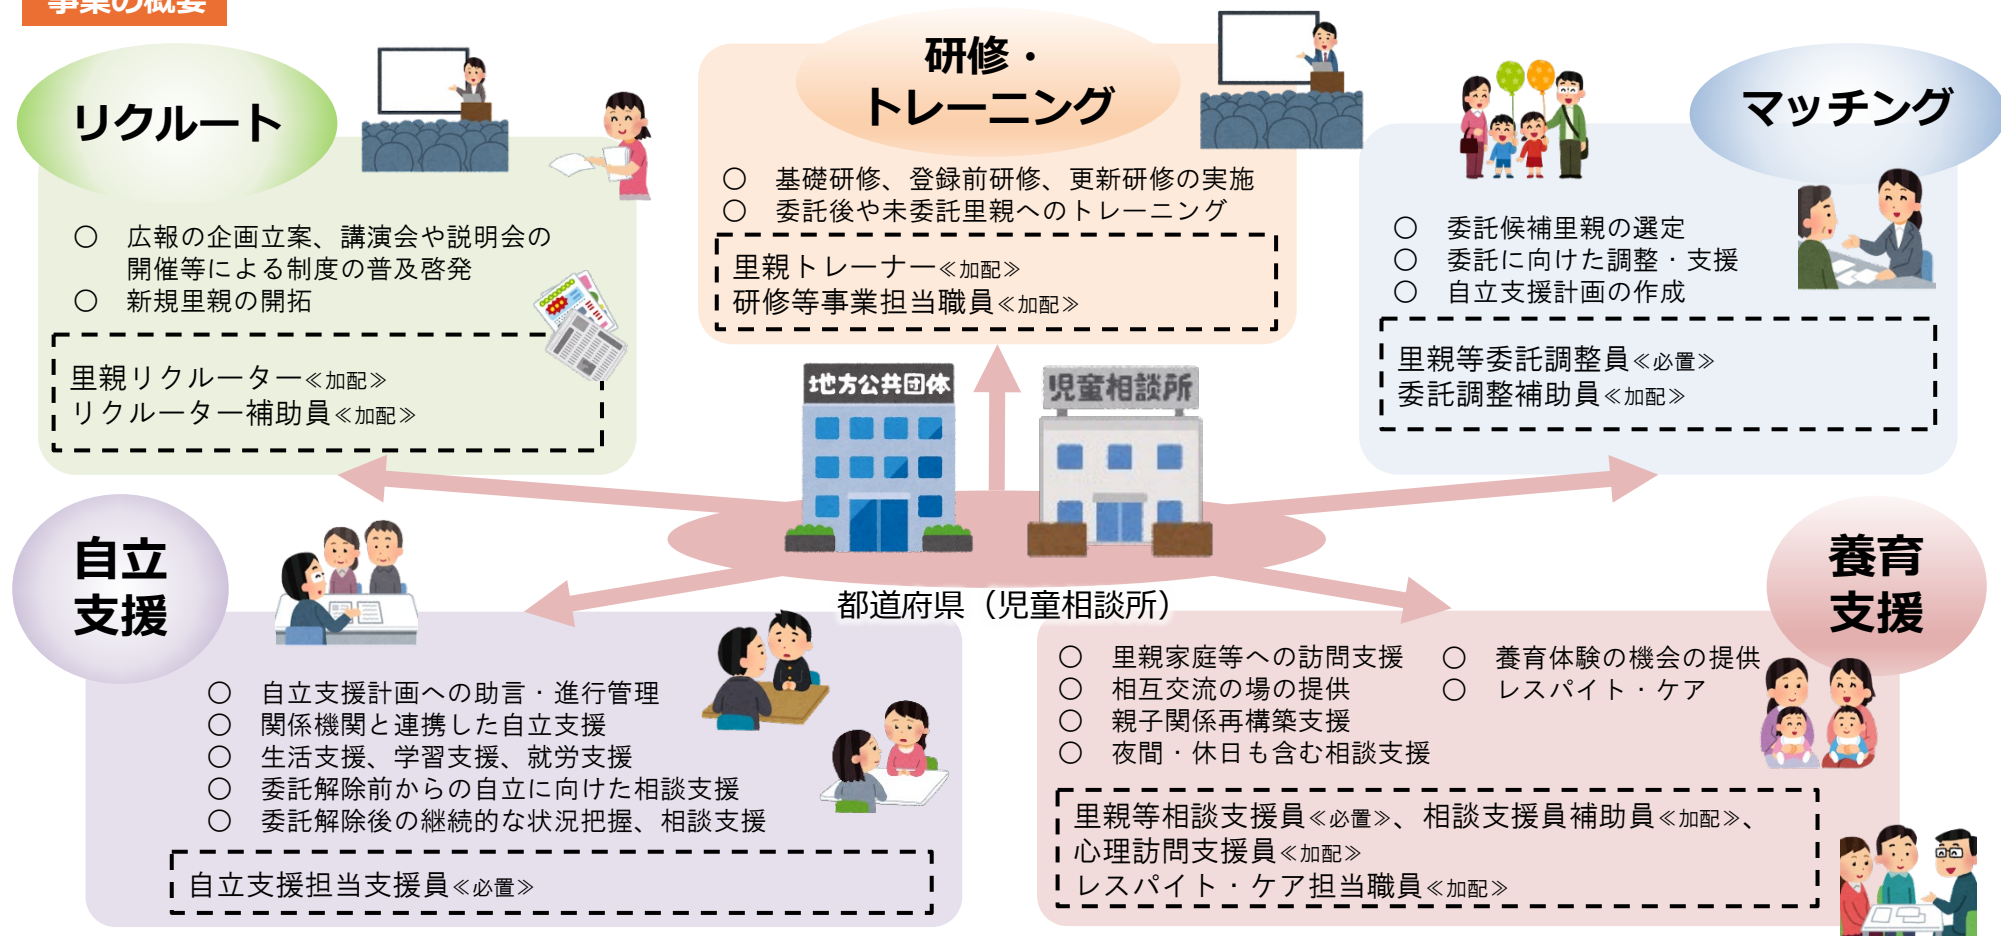 事業の概要
リクルート
○ 広報の企画立案、講演会や説明会の
開催等による制度の普及啓発
○ 新規里親の開拓
里親リクルーター≪加配≫
リクルーター補助員≪加配≫
研修・
トレーニング
○ 基礎研修、登録前研修、更新研修の実施
○ 委託後や未委託里親へのトレーニング
里親トレーナー≪加配≫
研修等事業担当職員≪加配≫
マッチング
○ 委託候補里親の選定
○ 委託に向けた調整・支援
○ 自立支援計画の作成
里親等委託調整員≪必置≫
委託調整補助員≪加配≫
地方公共団体
児童相談所
都道府県（児童相談所）
自立
支援
○ 自立支援計画への助言・進行管理
○ 関係機関と連携した自立支援
○ 生活支援、学習支援、就労支援
○ 委託解除前からの自立に向けた相談支援
○ 委託解除後の継続的な状況把握、相談支援
自立支援担当支援員≪必置≫
養育
支援
○ 里親家庭等への訪問支援
○ 相互交流の場の提供
○ 親子関係再構築支援
○ 夜間・休日も含む相談支援
○ 養育体験の機会の提供
○ レスパイト・ケア
里親等相談支援員≪必置≫、相談支援員補助員≪加配≫、
心理訪問支援員≪加配≫
レスパイト・ケア担当職員≪加配≫